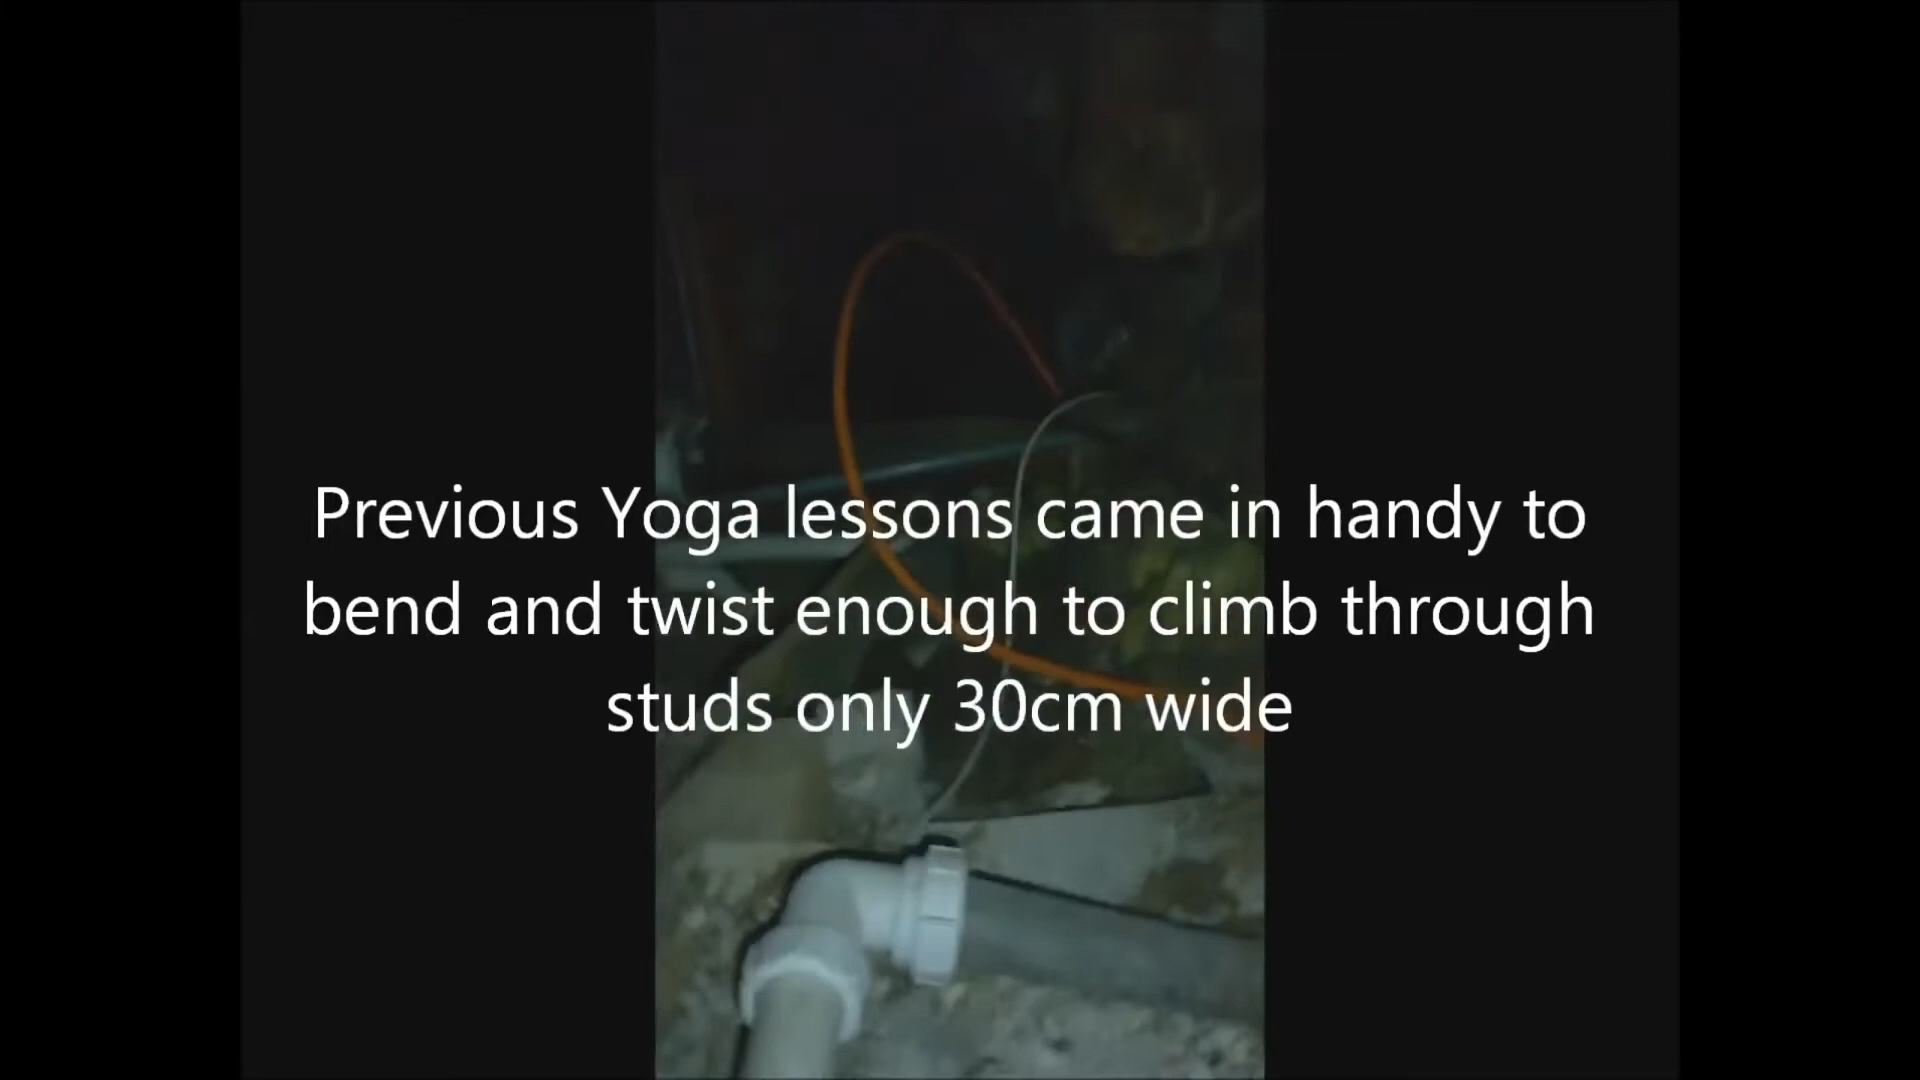 Previous Yoga lessons came in handy to
bend and twist enough to climb through
studs only 30cm wide